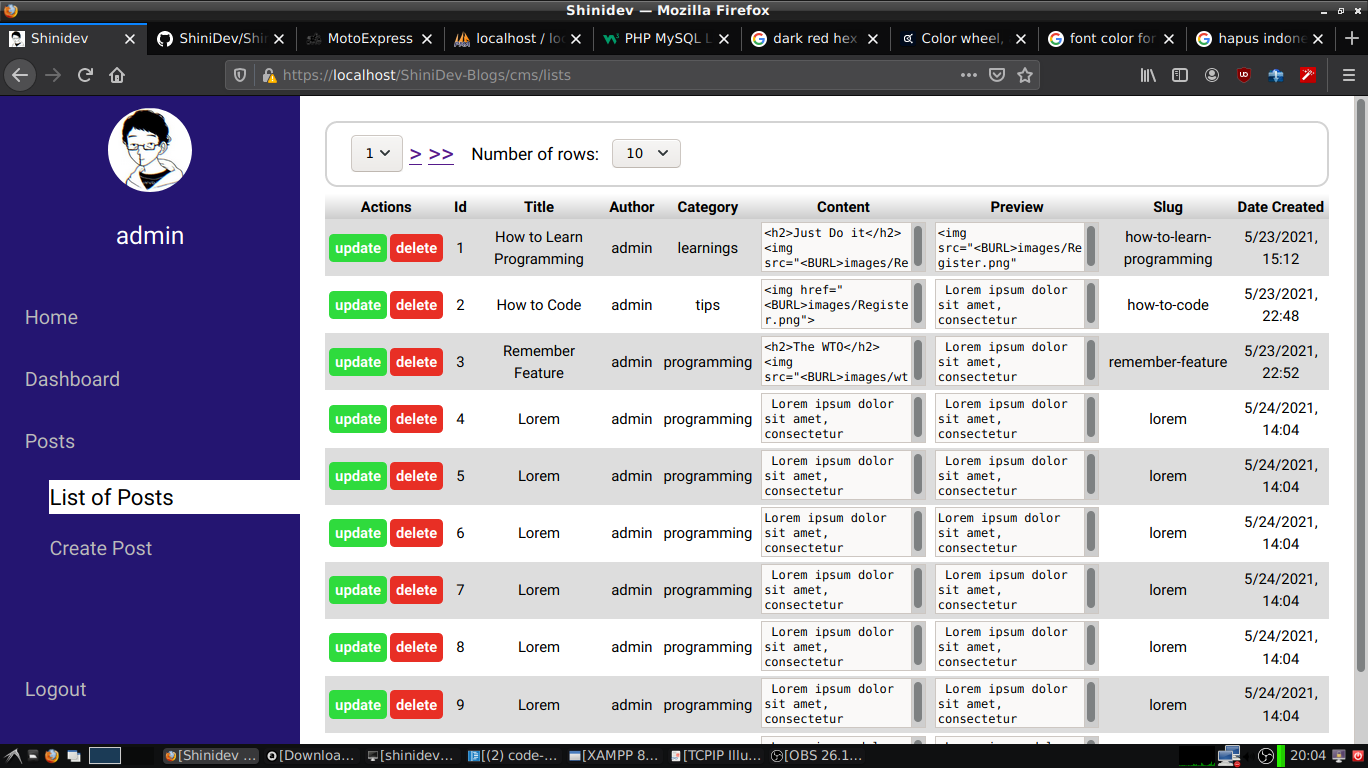 Shinidev — Mozilla Firefox
Shinidev
ShiniDev/Shi
MotoExpress
localhost / lo
PHP MySQL L
dark red hex
Color wheel,
font color for
hapus indone
https://localhost/ShiniDev-Blogs/cms/lists
admin
Home
Dashboard
Posts
List of Posts
Create Post
Logout
1 > >> Number of rows: 10
Actions Id Title Author Category Content Preview Slug Date Created
update delete 1 How to Learn Programming admin learnings <h2>Just Do it</h2> <img src="<BURL>images/Re <img src="<BURL>images/Re gister.png" how-to-learn-programming 5/23/2021, 15:12
update delete 2 How to Code admin tips <img href=" <BURL>images/Registe r.png"> Lorem ipsum dolor sit amet, consectetur how-to-code 5/23/2021, 22:48
update delete 3 Remember Feature admin programming <h2>The WTO</h2> <img src="<BURL>images/wt Lorem ipsum dolor sit amet, consectetur remember-feature 5/23/2021, 22:52
update delete 4 Lorem admin programming Lorem ipsum dolor sit amet, consectetur Lorem ipsum dolor sit amet, consectetur lorem 5/24/2021, 14:04
update delete 5 Lorem admin programming Lorem ipsum dolor sit amet, consectetur Lorem ipsum dolor sit amet, consectetur lorem 5/24/2021, 14:04
update delete 6 Lorem admin programming Lorem ipsum dolor sit amet, consectetur Lorem ipsum dolor sit amet, consectetur lorem 5/24/2021, 14:04
update delete 7 Lorem admin programming Lorem ipsum dolor sit amet, consectetur Lorem ipsum dolor sit amet, consectetur lorem 5/24/2021, 14:04
update delete 8 Lorem admin programming Lorem ipsum dolor sit amet, consectetur Lorem ipsum dolor sit amet, consectetur lorem 5/24/2021, 14:04
update delete 9 Lorem admin programming Lorem ipsum dolor sit amet, consectetur Lorem ipsum dolor sit amet, consectetur lorem 5/24/2021, 14:04
[Shinidev ... [Downloa... [shinidev... [(2) code-... [XAMPP 8... [TCPIP IIIu... [OBS 26.1... 20:04